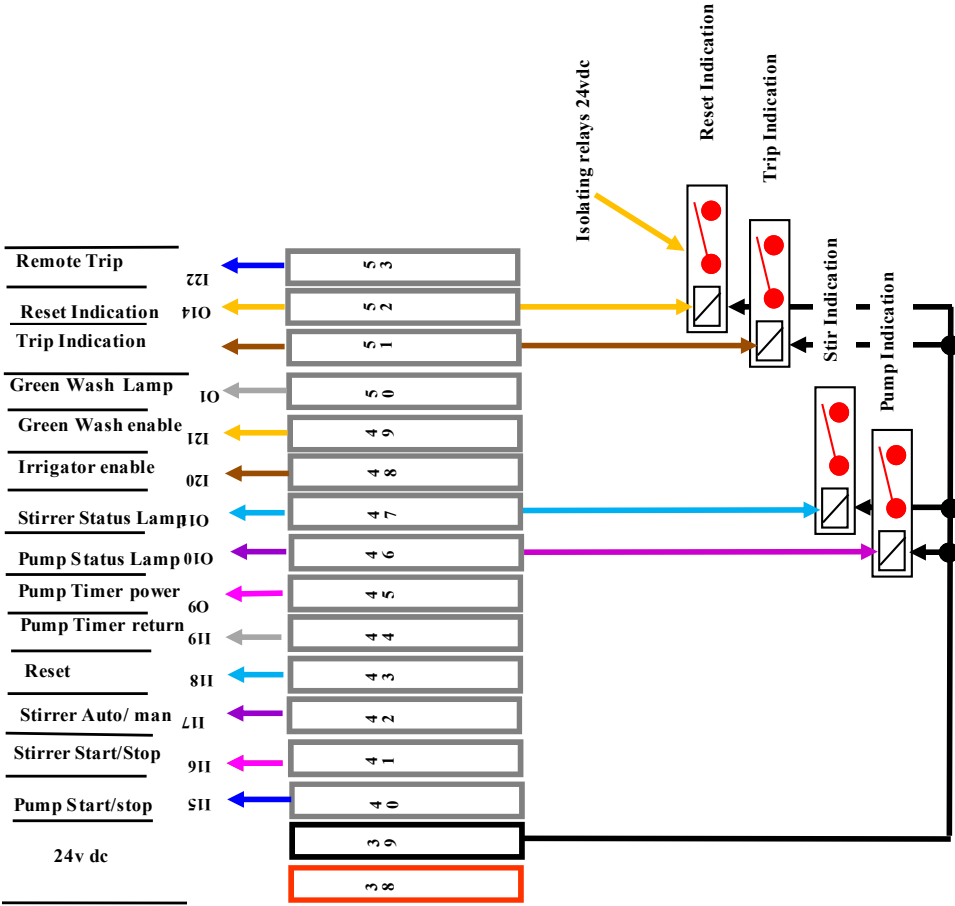 Isolating relays 24vdc
Reset Indication
Trip Indication
Stir Indication
Pump Indication
Remote Trip I22 53
Reset Indication O14 52
Trip Indication 51
Green Wash Lamp O1 50
Green Wash enable I21 49
Irrigator enable I20 48
Stirrer Status Lamp O11 47
Pump Status Lamp O10 46
Pump Timer power O9 45
Pump Timer return I19 44
Reset I18 43
Stirrer Auto/ man I17 42
Stirrer Start/Stop I16 41
Pump Start/stop I15 40
24v dc 39
38